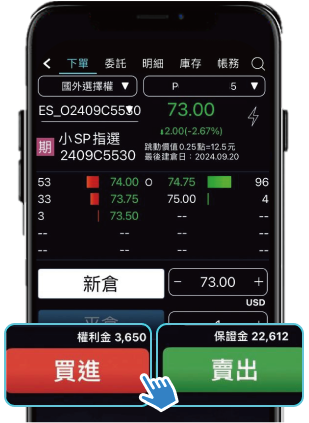 下單 委託 明細 庫存 帳務
國外選擇權 ▼ P 5 ▼
ES_O2409C5530 73.00
↓2.00(-2.67%)
期 小SP指選 2409C5530
跳動價值0.25點=12.5元
最後建倉日:2024.09.20
53 74.00 O 74.75 96
33 73.75 75.00 4
3 73.50 -- --
-- -- -- --
-- -- -- --
新倉 - 73.00 +
USD
平倉 1
權利金 3,650 保證金 22,612
買進 賣出